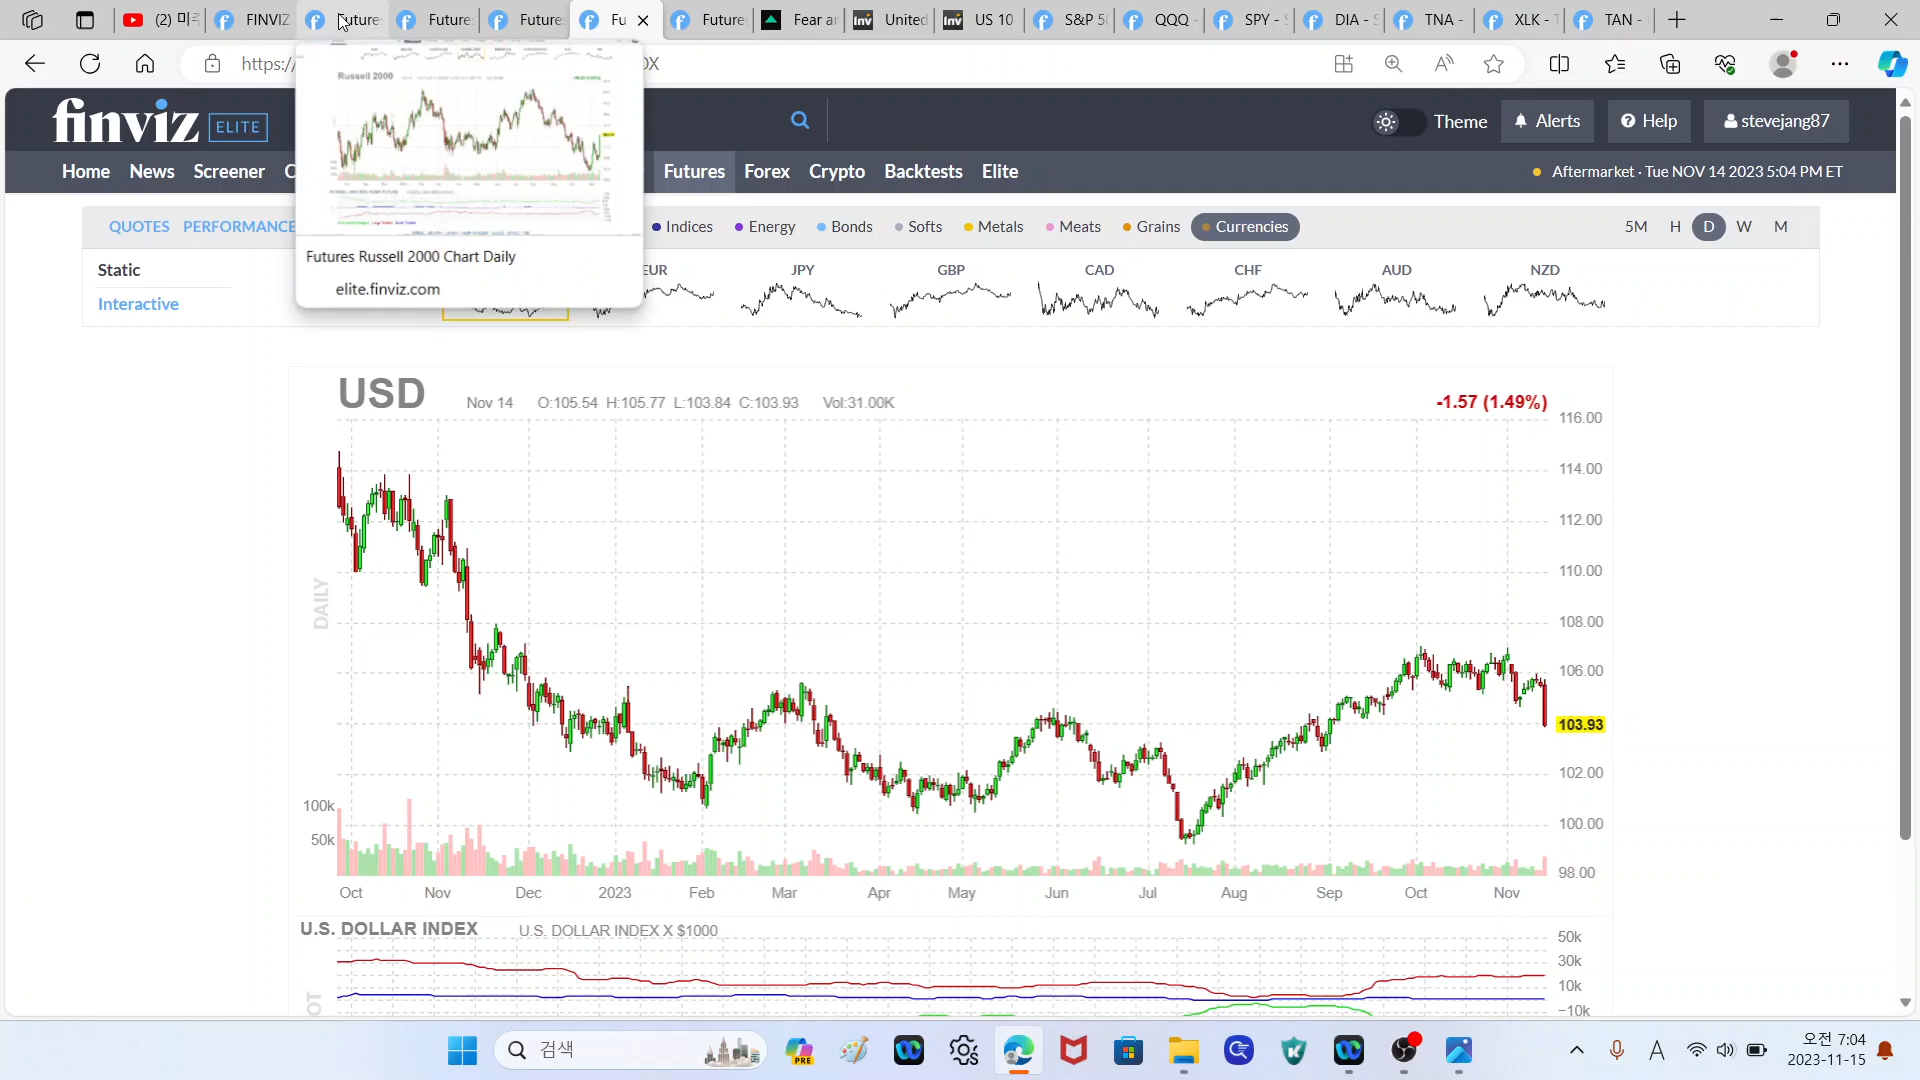 (2) 미국
FINVIZ
Future
Future
Future
Fu
Future
Fear an
United
US 10
S&P 50
QQQ -
SPY - S
DIA - S
TNA -
XLK - T
TAN -
https://
DX
finviz ELITE
Theme
Alerts
Help
stevejang87
Home
News
Screener
Futures
Forex
Crypto
Backtests
Elite
Aftermarket · Tue NOV 14 2023 5:04 PM ET
Russell 2000
Futures Russell 2000 Chart Daily
elite.finviz.com
QUOTES
PERFORMANCE
Indices
Energy
Bonds
Softs
Metals
Meats
Grains
Currencies
5M
H
D
W
M
Static
Interactive
EUR
JPY
GBP
CAD
CHF
AUD
NZD
USD
Nov 14 O:105.54 H:105.77 L:103.84 C:103.93 Vol:31.00K
-1.57 (1.49%)
116.00
114.00
112.00
110.00
108.00
106.00
103.93
102.00
100.00
98.00
DAILY
100k
50k
Oct
Nov
Dec
2023
Feb
Mar
Apr
May
Jun
Jul
Aug
Sep
Oct
Nov
U.S. DOLLAR INDEX
U.S. DOLLAR INDEX X $1000
50k
30k
10k
-10k
OT
검색
PRE
A
오전 7:04
2023-11-15